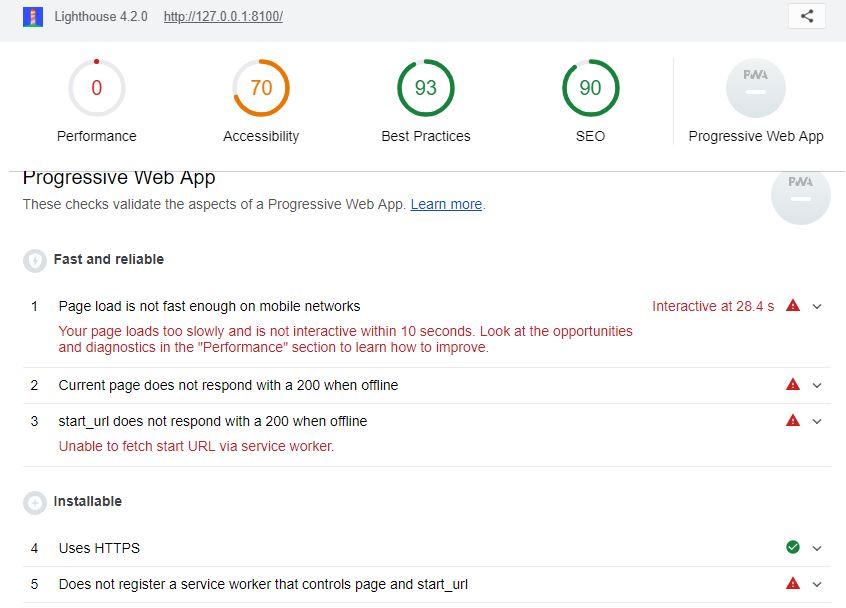 Lighthouse 4.2.0 http://127.0.0.1:8100/
0 70 93 90 PWA
Performance Accessibility Best Practices SEO Progressive Web App
Progressive Web App PWA
These checks validate the aspects of a Progressive Web App. Learn more.
Fast and reliable
1 Page load is not fast enough on mobile networks Interactive at 28.4 s
Your page loads too slowly and is not interactive within 10 seconds. Look at the opportunities
and diagnostics in the "Performance" section to learn how to improve.
2 Current page does not respond with a 200 when offline
3 start_url does not respond with a 200 when offline
Unable to fetch start URL via service worker.
Installable
4 Uses HTTPS
5 Does not register a service worker that controls page and start_url